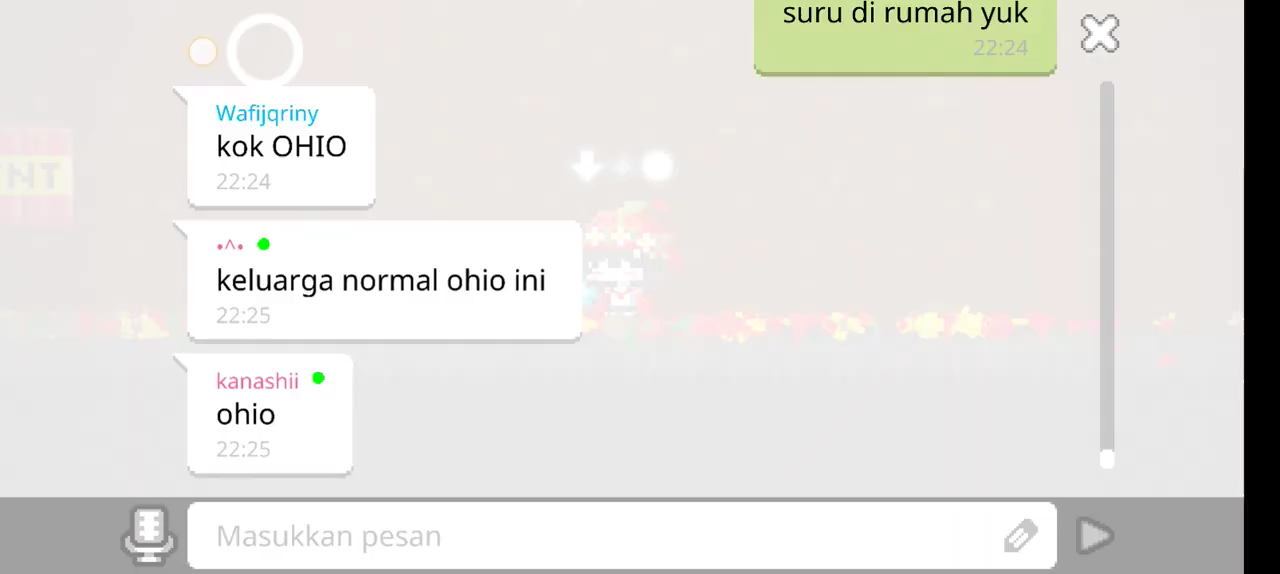 suru di rumah yuk
22:24
Wafijqriny
kok OHIO
22:24
•^•
keluarga normal ohio ini
22:25
kanashii
ohio
22:25
Masukkan pesan